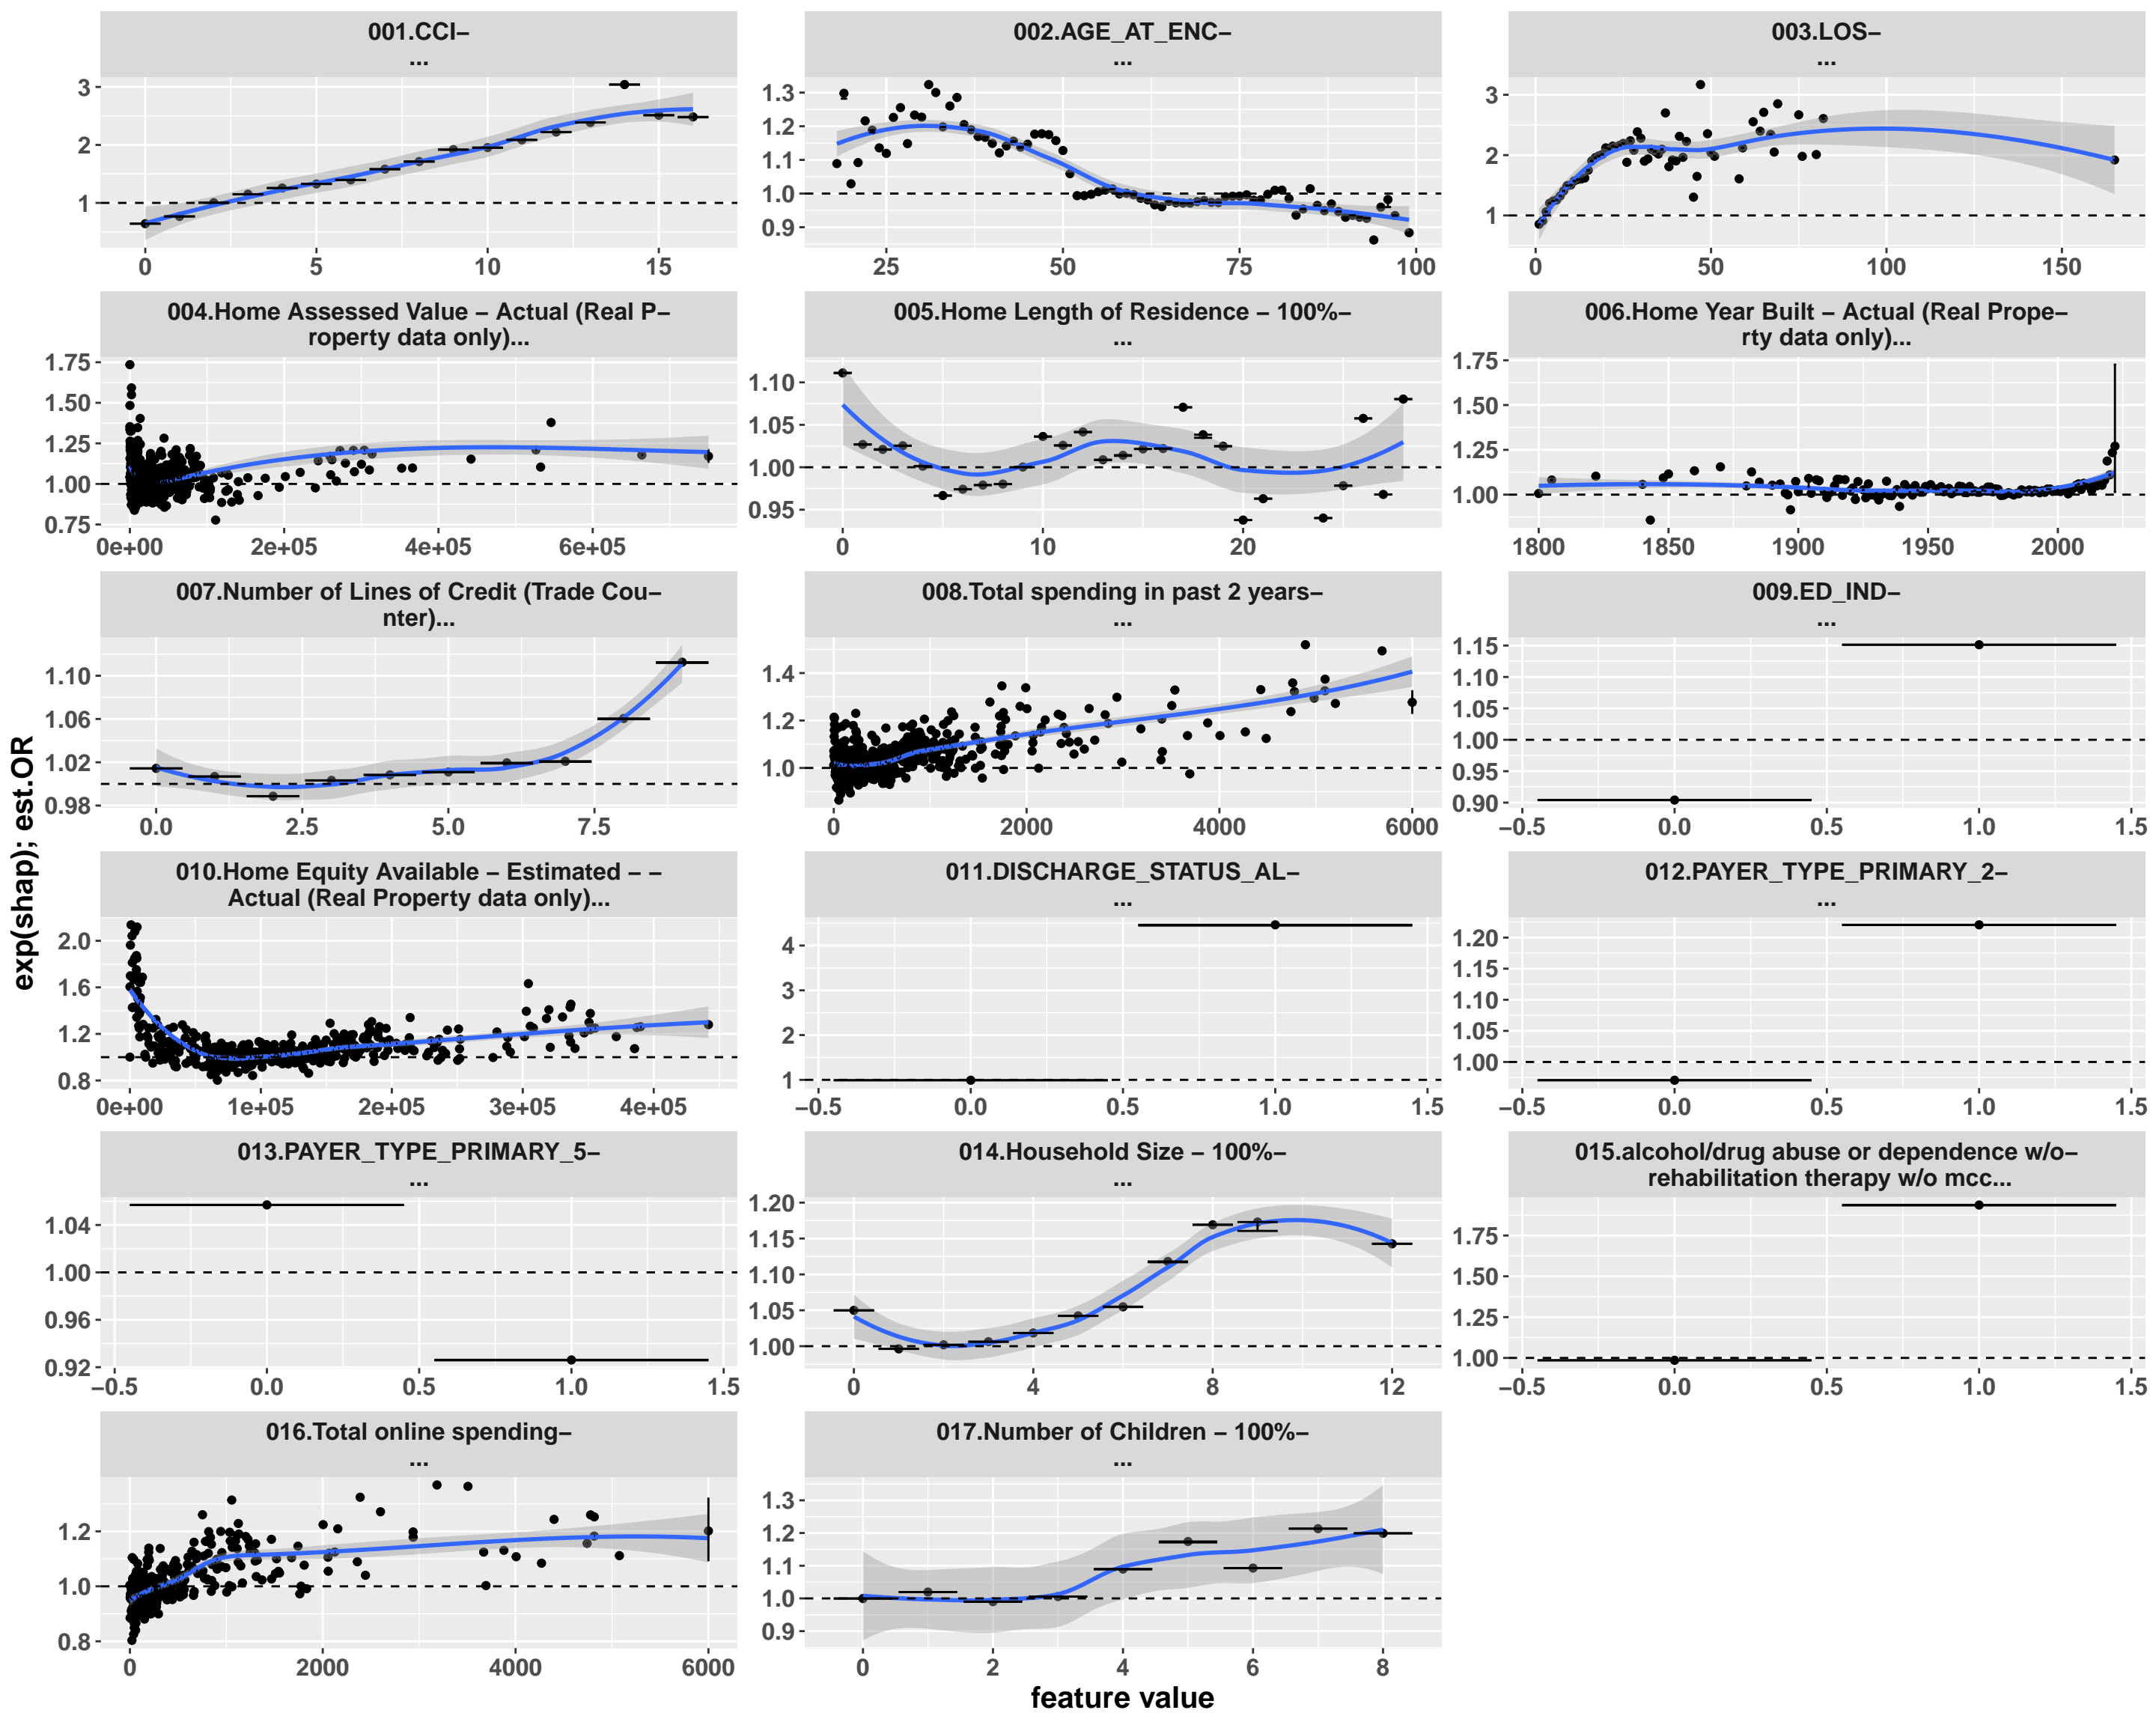 001.CCI–
...
002.AGE_AT_ENC–
...
003.LOS–
...
3
2
1
0 5 10 15
1.3
1.2
1.1
1.0
0.9
25 50 75 100
3
2
1
0 50 100 150
004.Home Assessed Value – Actual (Real P–
roperty data only)...
005.Home Length of Residence – 100%–
...
006.Home Year Built – Actual (Real Prope–
rty data only)...
1.75
1.50
1.25
1.00
0.75
0e+00 2e+05 4e+05 6e+05
1.10
1.05
1.00
0.95
0 10 20
1.75
1.50
1.25
1.00
1800 1850 1900 1950 2000
007.Number of Lines of Credit (Trade Cou–
nter)...
008.Total spending in past 2 years–
...
009.ED_IND–
...
1.10
1.06
1.02
0.98
0.0 2.5 5.0 7.5
1.4
1.2
1.0
0 2000 4000 6000
1.15
1.10
1.05
1.00
0.95
0.90
−0.5 0.0 0.5 1.0 1.5
exp(shap); est.OR
010.Home Equity Available – Estimated – –
Actual (Real Property data only)...
011.DISCHARGE_STATUS_AL–
...
012.PAYER_TYPE_PRIMARY_2–
...
2.0
1.6
1.2
0.8
0e+00 1e+05 2e+05 3e+05 4e+05
4
3
2
1
−0.5 0.0 0.5 1.0 1.5
1.20
1.15
1.10
1.05
1.00
−0.5 0.0 0.5 1.0 1.5
013.PAYER_TYPE_PRIMARY_5–
...
014.Household Size – 100%–
...
015.alcohol/drug abuse or dependence w/o–
rehabilitation therapy w/o mcc...
1.04
1.00
0.96
0.92
−0.5 0.0 0.5 1.0 1.5
1.20
1.15
1.10
1.05
1.00
0 4 8 12
1.75
1.50
1.25
1.00
−0.5 0.0 0.5 1.0 1.5
016.Total online spending–
...
017.Number of Children – 100%–
...
1.2
1.0
0.8
0 2000 4000 6000
1.3
1.2
1.1
1.0
0.9
0 2 4 6 8
feature value